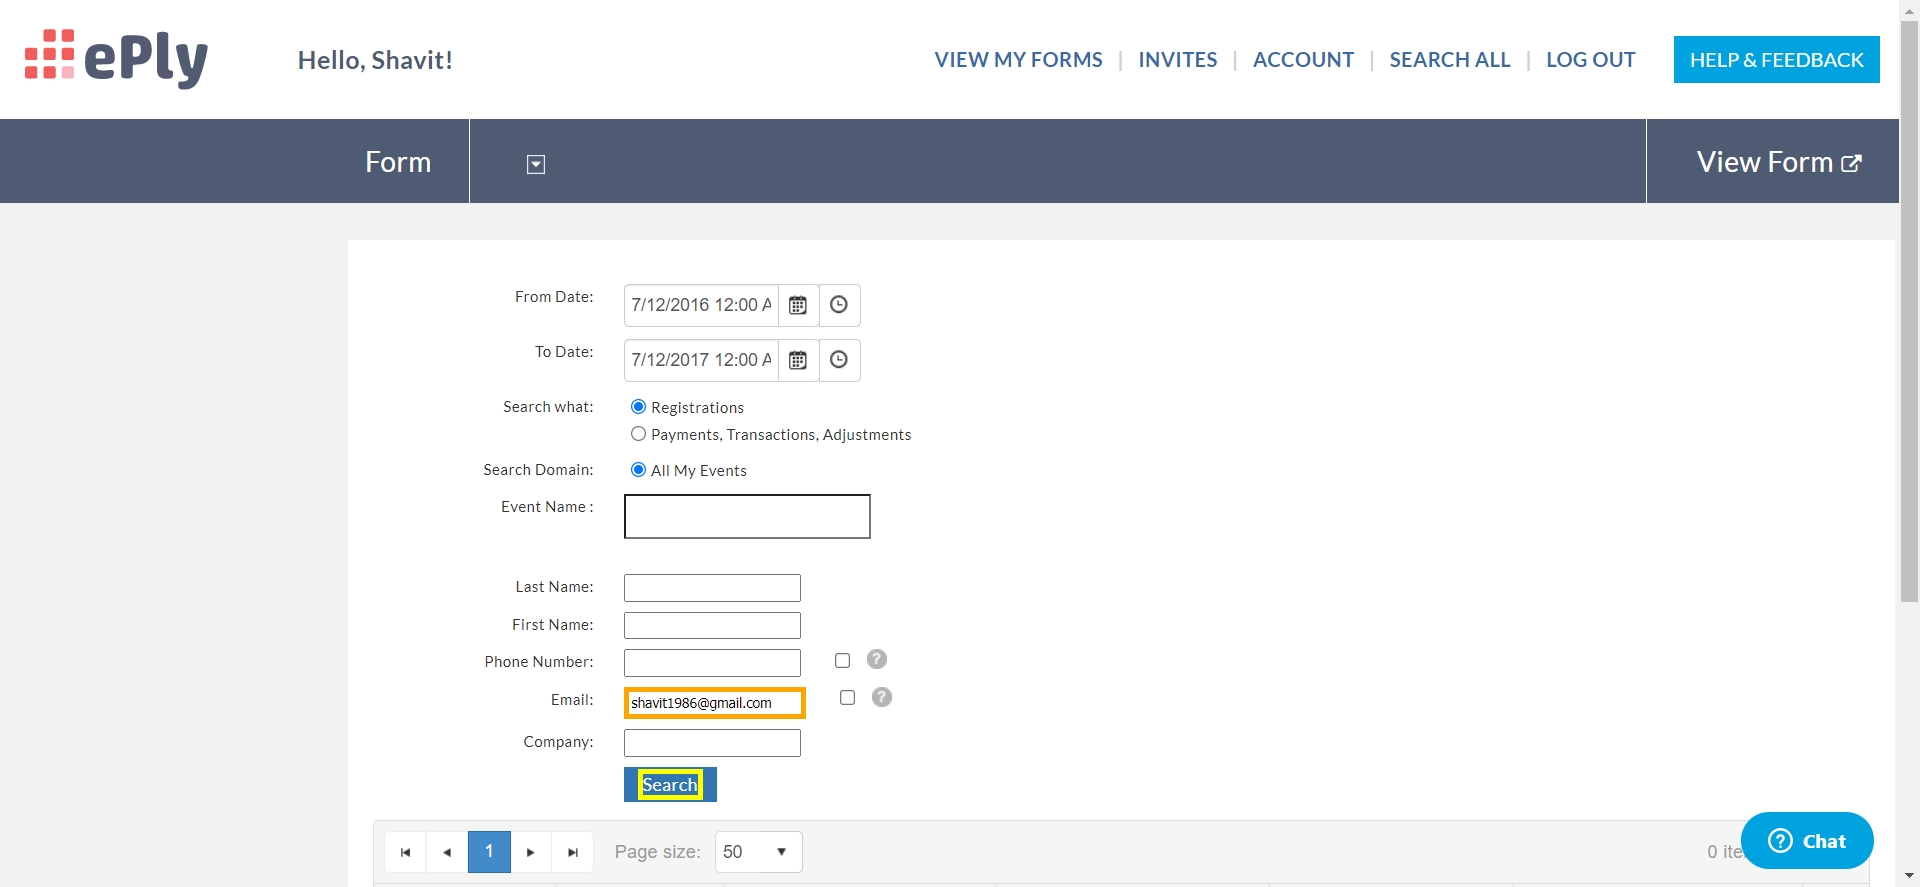 ePly
Hello, Shavit!
VIEW MY FORMS | INVITES | ACCOUNT | SEARCH ALL | LOG OUT
HELP & FEEDBACK
Form
View Form
From Date: 7/12/2016 12:00 A
To Date: 7/12/2017 12:00 A
Search what: Registrations
Payments, Transactions, Adjustments
Search Domain: All My Events
Event Name :
Last Name:
First Name:
Phone Number: ?
Email: shavit1986@gmail.com ?
Company:
Search
1 Page size: 50 0 ite
? Chat